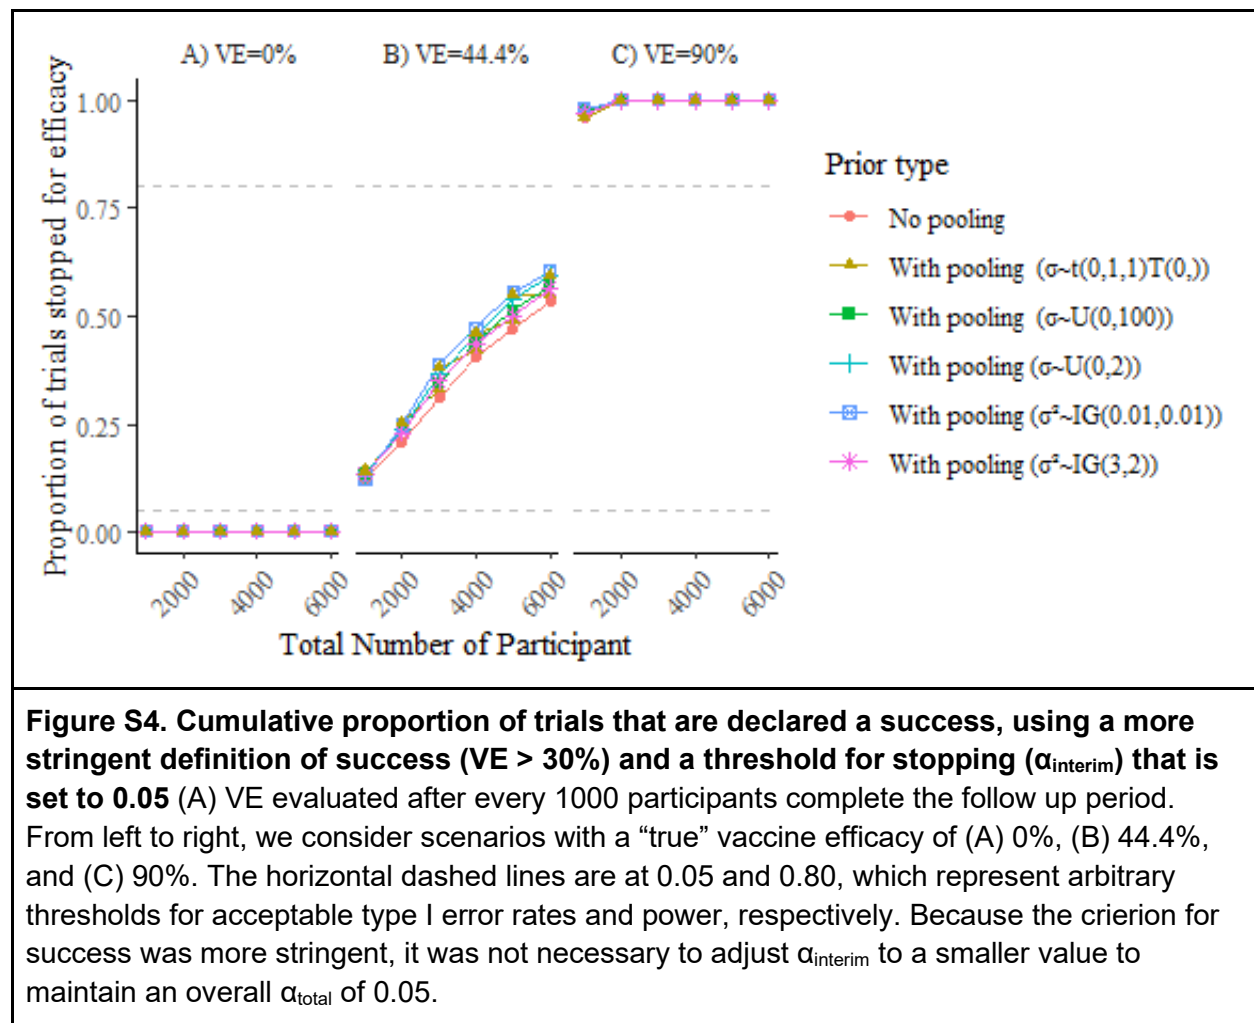 A) VE=0% B) VE=44.4% C) VE=90%
Proportion of trials stopped for efficacy
1.00
0.75
0.50
0.25
0.00
2000 4000 6000 2000 4000 6000 2000 4000 6000
Total Number of Participant
Prior type
No pooling
With pooling (σ~t(0,1,1)T(0,))
With pooling (σ~U(0,100))
With pooling (σ~U(0,2))
With pooling (σ²~IG(0.01,0.01))
With pooling (σ²~IG(3,2))
Figure S4. Cumulative proportion of trials that are declared a success, using a more
stringent definition of success (VE > 30%) and a threshold for stopping (αinterim) that is
set to 0.05 (A) VE evaluated after every 1000 participants complete the follow up period.
From left to right, we consider scenarios with a “true” vaccine efficacy of (A) 0%, (B) 44.4%,
and (C) 90%. The horizontal dashed lines are at 0.05 and 0.80, which represent arbitrary
thresholds for acceptable type I error rates and power, respectively. Because the crierion for
success was more stringent, it was not necessary to adjust αinterim to a smaller value to
maintain an overall αtotal of 0.05.